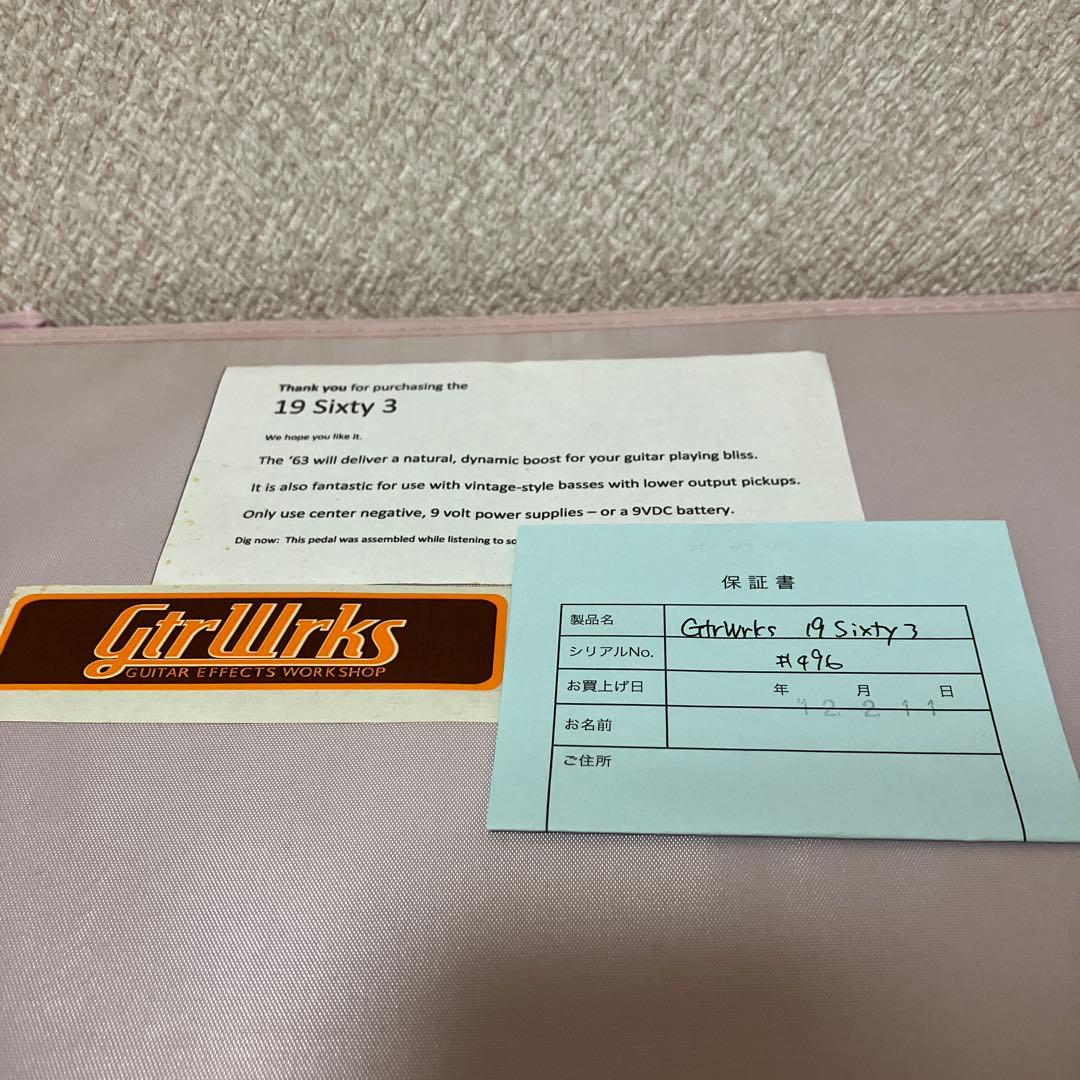 Thank you for purchasing the
19 Sixty 3
We hope you like it.
The '63 will deliver a natural, dynamic boost for your guitar playing bliss.
It is also fantastic for use with vintage-style basses with lower output pickups.
Only use center negative, 9 volt power supplies – or a 9VDC battery.
Dig now: This pedal was assembled while listening to
GtrWrks
GUITAR EFFECTS WORKSHOP
保証書
製品名 GtrWrks 19 Sixty 3
シリアルNo. #496
お買上げ日 年 月 日
'12. 2. 11
お名前
ご住所